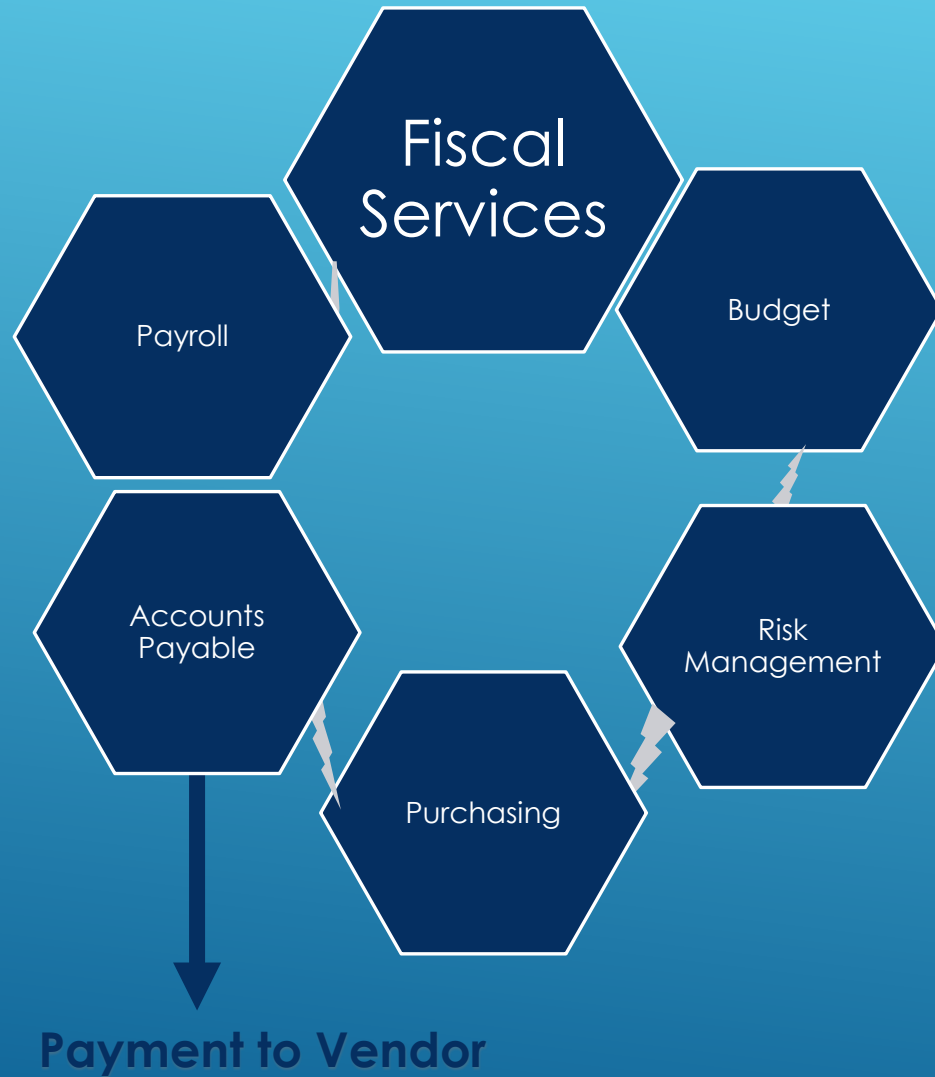 Fiscal
Services
Budget
Payroll
Accounts
Payable
Risk
Management
Purchasing
Payment to Vendor